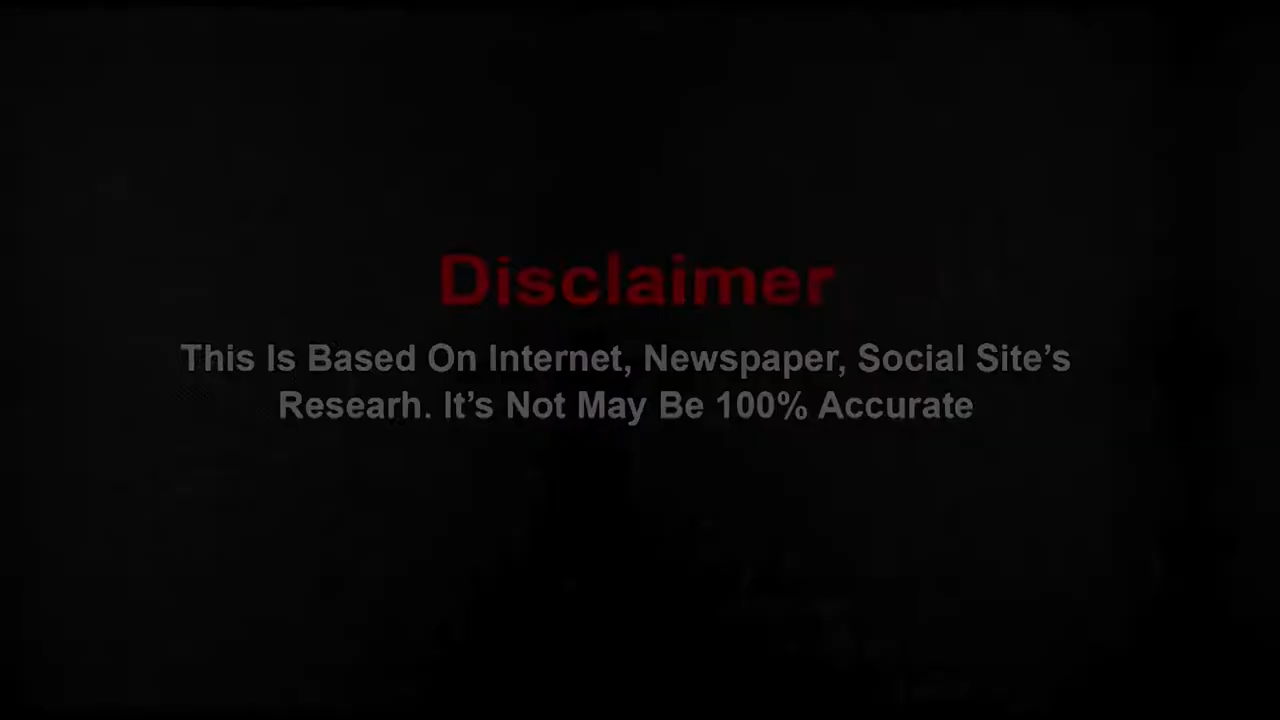 Disclaimer
This Is Based On Internet, Newspaper, Social Site’s
Researh. It’s Not May Be 100% Accurate